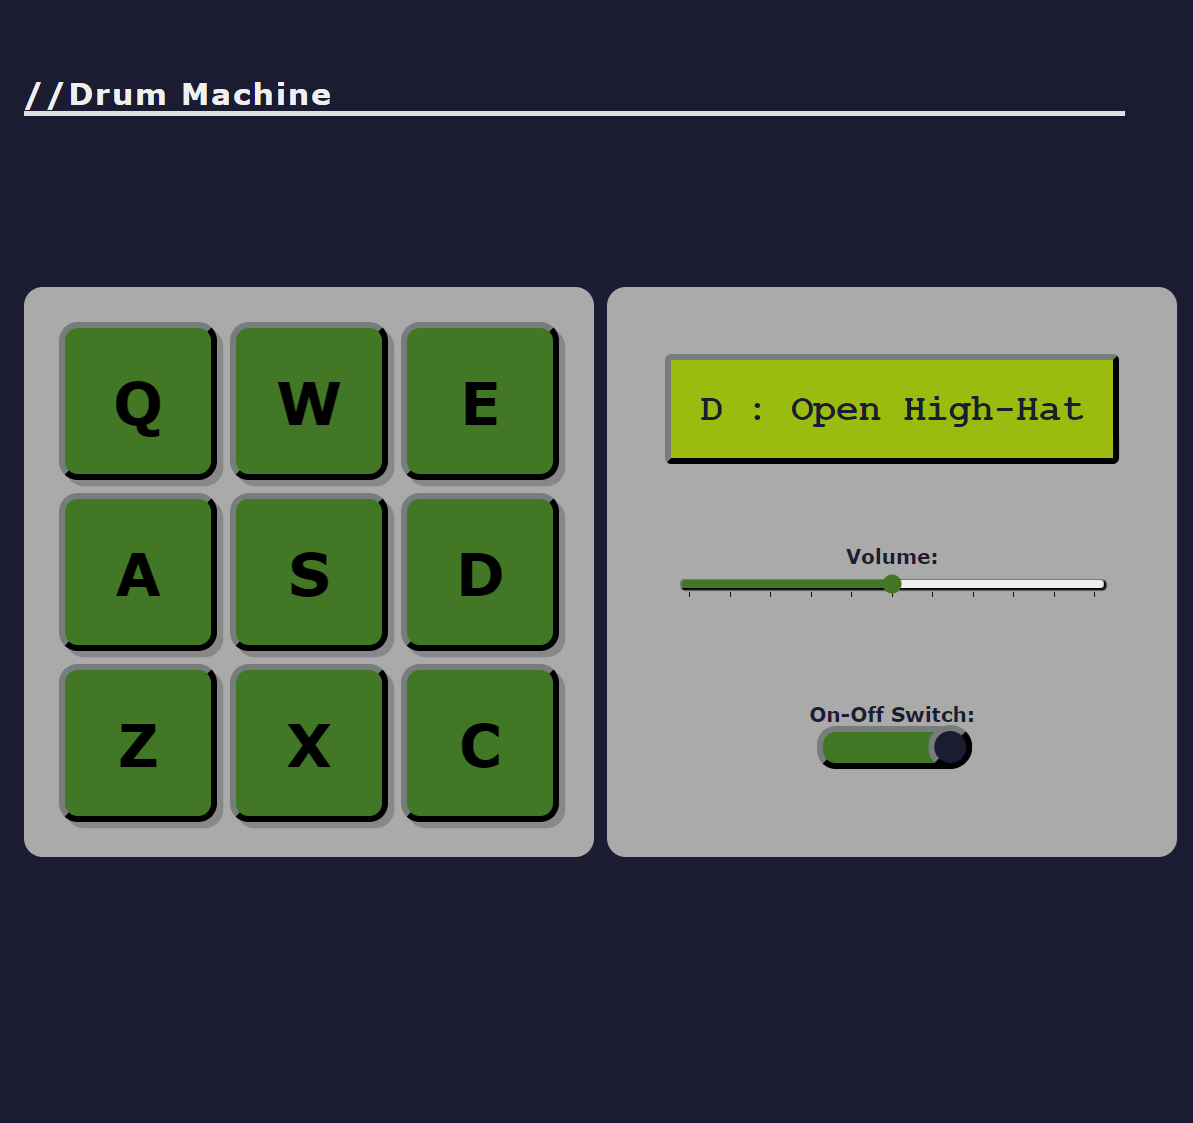 //Drum Machine
Q W E
A S D
Z X C
D : Open High-Hat
Volume:
On-Off Switch: